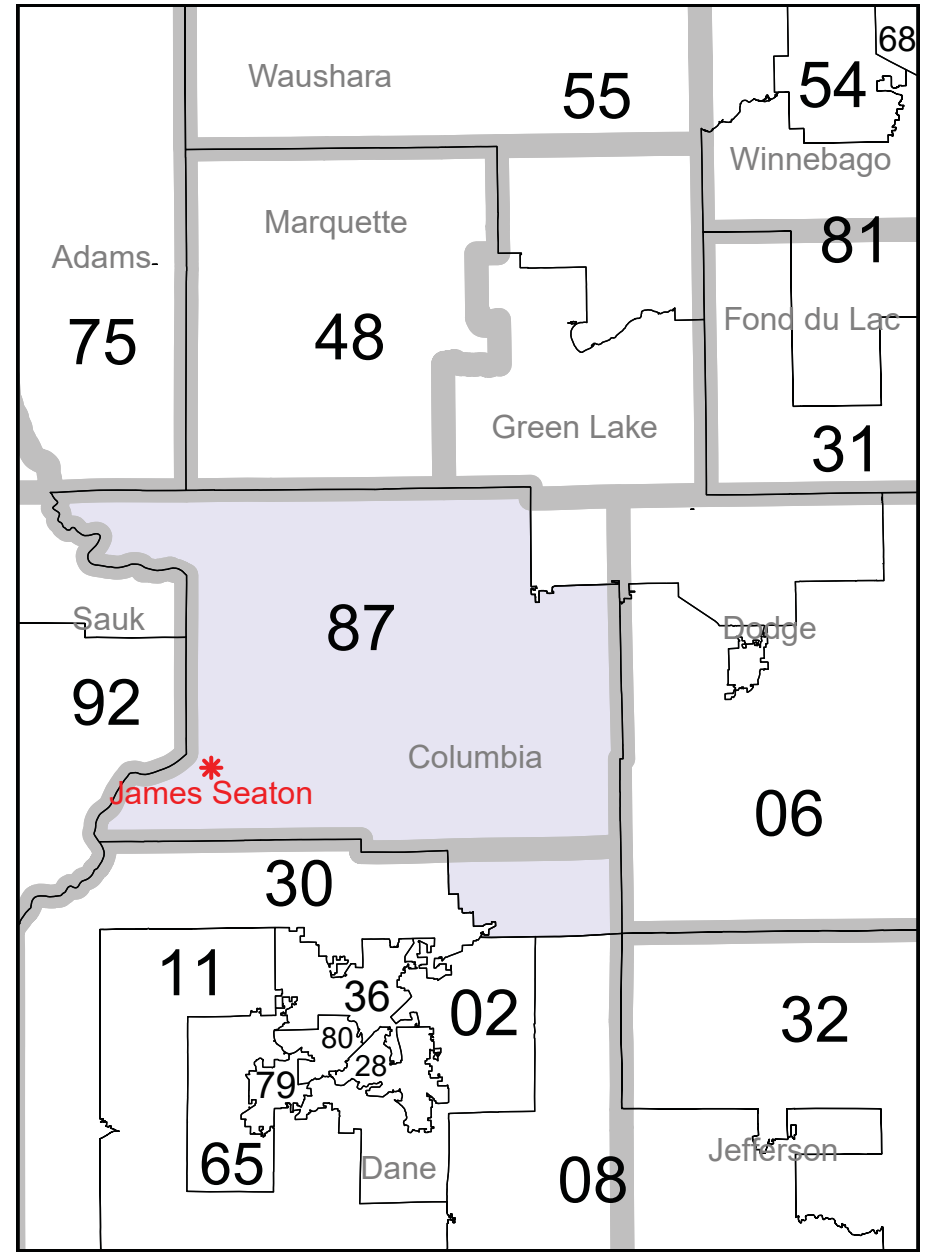 68
Waushara
55
54
Winnebago
Marquette
81
Adams
Fond du Lac
75
48
Green Lake
31
Sauk
87
Dodge
92
Columbia
James Seaton
06
30
11
36
02
32
80
28
79
Jefferson
65
Dane
08